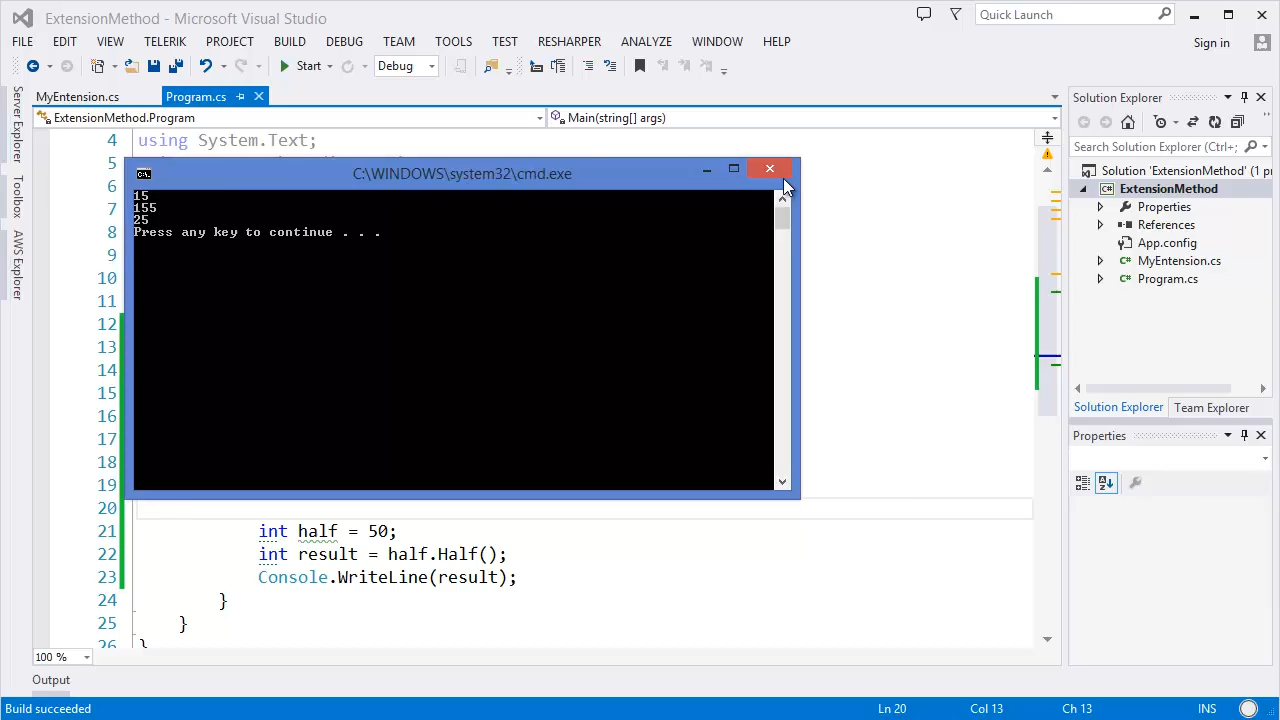 ExtensionMethod - Microsoft Visual Studio
Quick Launch
FILE EDIT VIEW TELERIK PROJECT BUILD DEBUG TEAM TOOLS TEST RESHARPER ANALYZE WINDOW HELP
Sign in
Start Debug
Server Explorer
Toolbox
AWS Explorer
MyEntension.cs Program.cs
ExtensionMethod.Program Main(string[] args)
4 using System.Text;
5
6
7
8
9
10
11
12
13
14
15
16
17
18
19
20
21 int half = 50;
22 int result = half.Half();
23 Console.WriteLine(result);
24 }
25 }
26 }
C:\WINDOWS\system32\cmd.exe
15
155
25
Press any key to continue . . .
100 %
Output
Solution Explorer
Search Solution Explorer (Ctrl+;
Solution 'ExtensionMethod' (1 pr
ExtensionMethod
Properties
References
App.config
MyEntension.cs
Program.cs
Solution Explorer Team Explorer
Properties
Build succeeded Ln 20 Col 13 Ch 13 INS